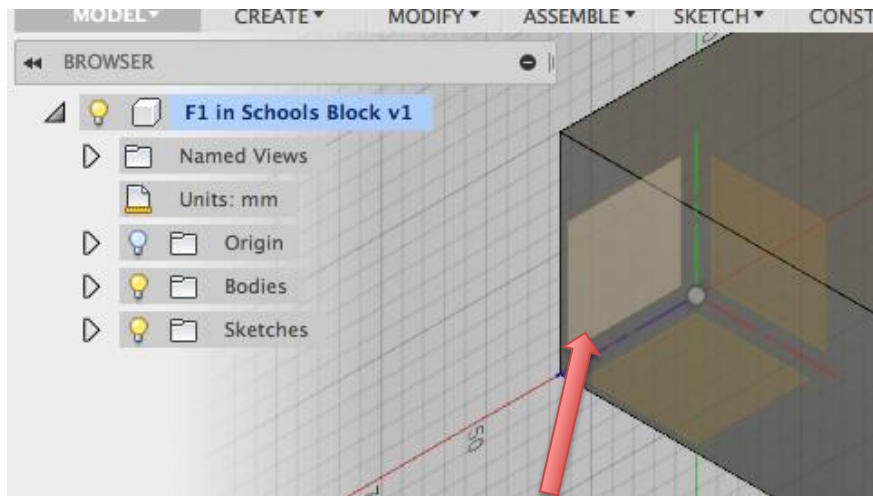 MODEL▾ CREATE▾ MODIFY▾ ASSEMBLE▾ SKETCH▾ CONST
BROWSER
F1 in Schools Block v1
Named Views
Units: mm
Origin
Bodies
Sketches
50